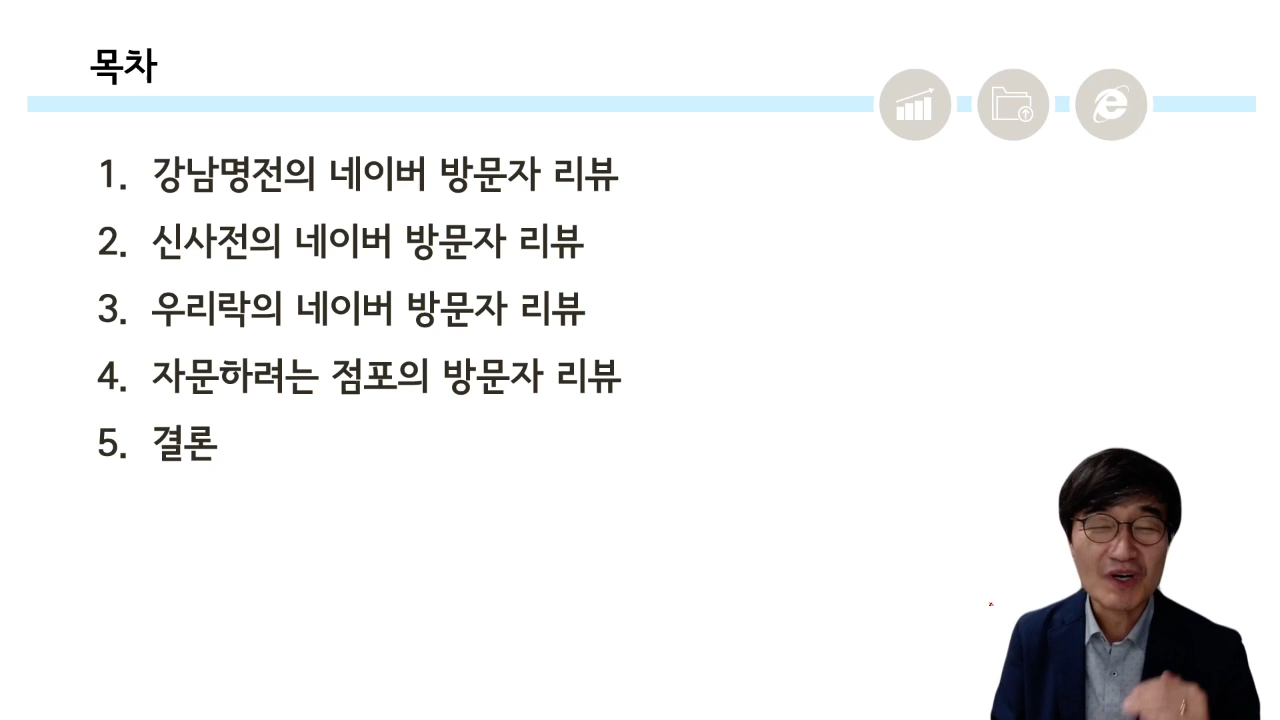 목차
1. 강남명전의 네이버 방문자 리뷰
2. 신사전의 네이버 방문자 리뷰
3. 우리락의 네이버 방문자 리뷰
4. 자문하려는 점포의 방문자 리뷰
5. 결론